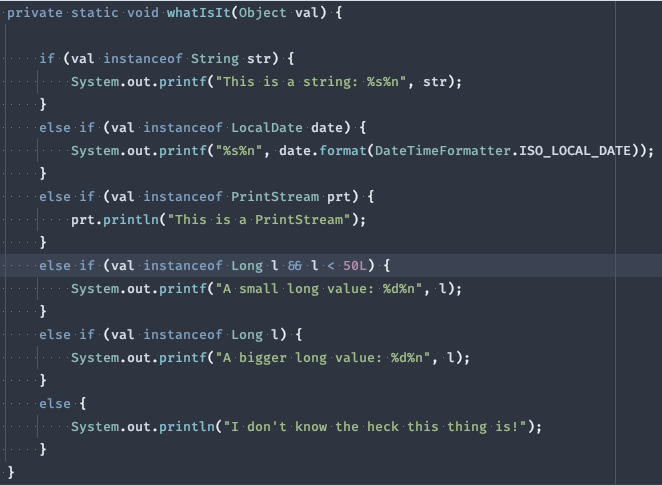 private static void whatIsIt(Object val) {
if (val instanceof String str) {
System.out.printf("This is a string: %s%n", str);
}
else if (val instanceof LocalDate date) {
System.out.printf("%s%n", date.format(DateTimeFormatter.ISO_LOCAL_DATE));
}
else if (val instanceof PrintStream prt) {
prt.println("This is a PrintStream");
}
else if (val instanceof Long l && l < 50L) {
System.out.printf("A small long value: %d%n", l);
}
else if (val instanceof Long l) {
System.out.printf("A bigger long value: %d%n", l);
}
else {
System.out.println("I don't know the heck this thing is!");
}
}